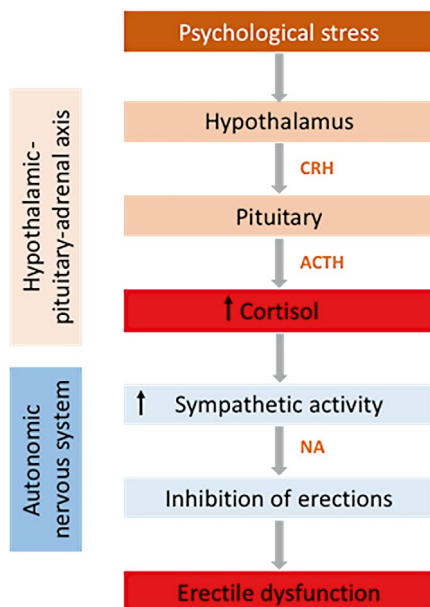 Psychological stress
Hypothalamic-
pituitary-adrenal axis
Hypothalamus
CRH
Pituitary
ACTH
↑ Cortisol
Autonomic
nervous system
↑ Sympathetic activity
NA
Inhibition of erections
Erectile dysfunction